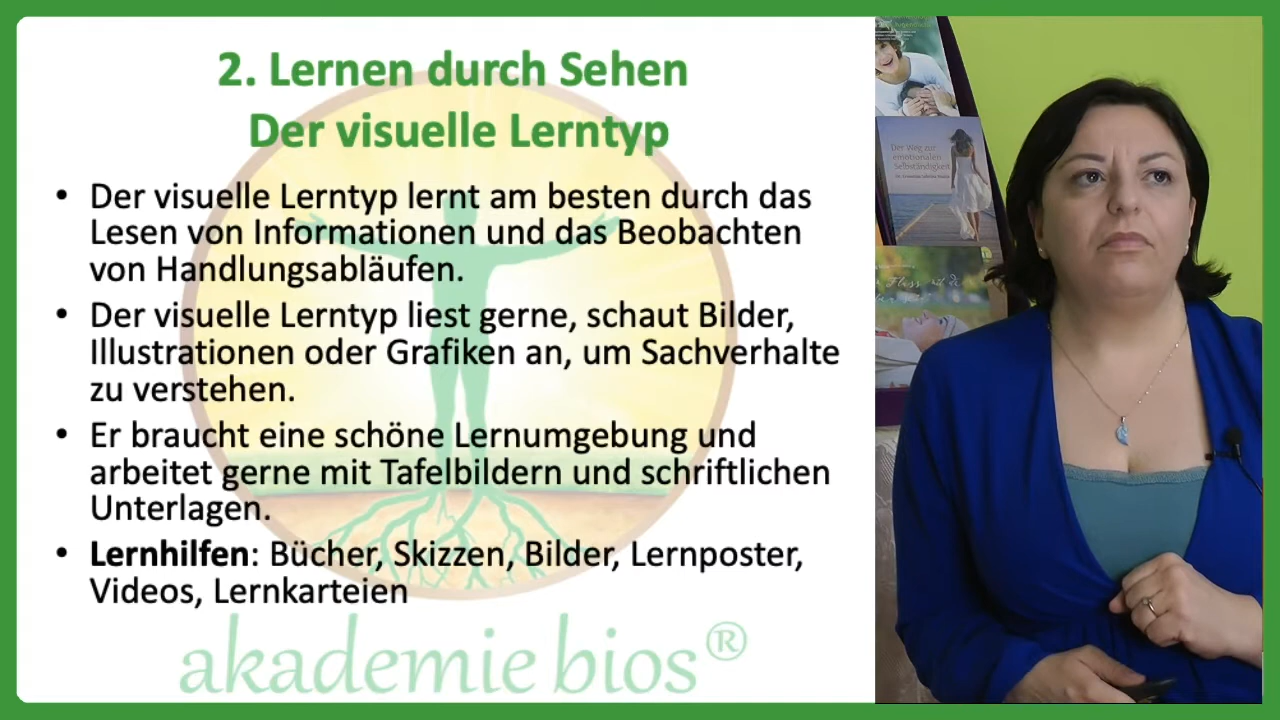 2. Lernen durch Sehen
Der visuelle Lerntyp
• Der visuelle Lerntyp lernt am besten durch das
Lesen von Informationen und das Beobachten
von Handlungsabläufen.
• Der visuelle Lerntyp liest gerne, schaut Bilder,
Illustrationen oder Grafiken an, um Sachverhalte
zu verstehen.
• Er braucht eine schöne Lernumgebung und
arbeitet gerne mit Tafelbildern und schriftlichen
Unterlagen.
• Lernhilfen: Bücher, Skizzen, Bilder, Lernposter,
Videos, Lernkarteien
akademie bios®
Der Weg zur
emotionalen
Selbständigkeit